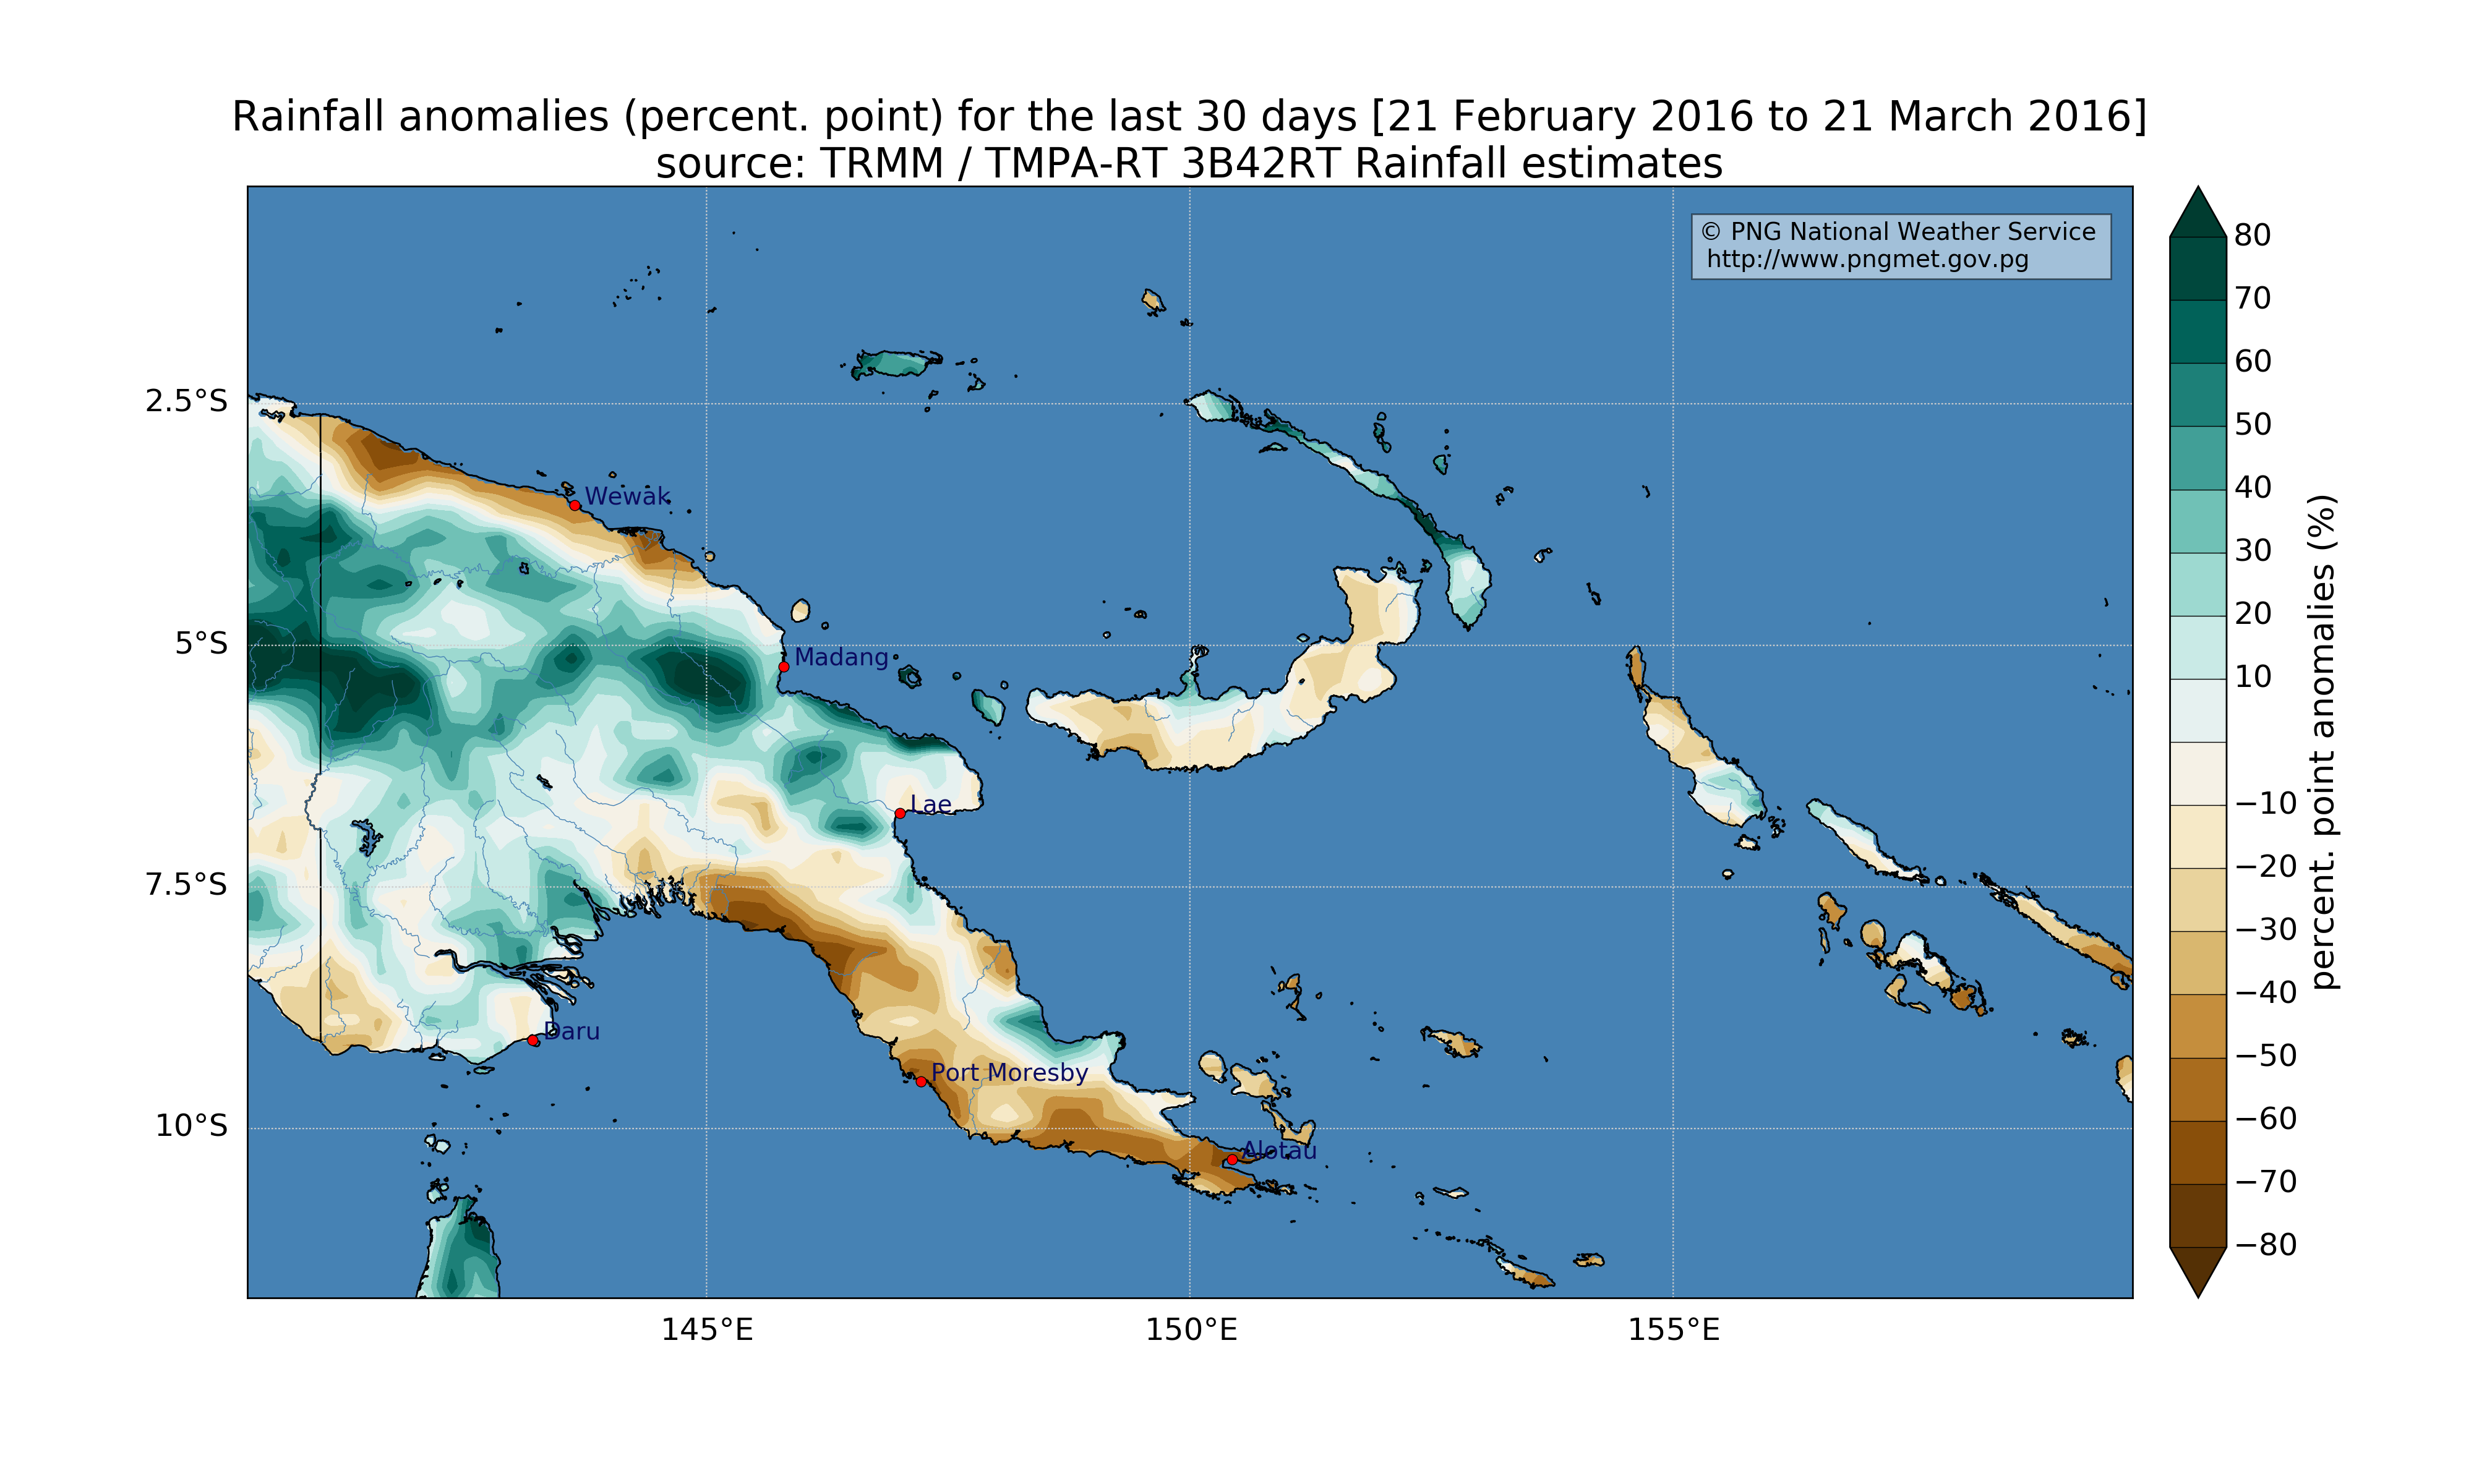 Rainfall anomalies (percent. point) for the last 30 days [21 February 2016 to 21 March 2016]
source: TRMM / TMPA-RT 3B42RT Rainfall estimates
© PNG National Weather Service
http://www.pngmet.gov.pg
80
70
60
50
40
30
20
10
−10
−20
−30
−40
−50
−60
−70
−80
percent. point anomalies (%)
2.5°S
5°S
7.5°S
10°S
Wewak
Madang
Lae
Daru
Port Moresby
Alotau
145°E
150°E
155°E